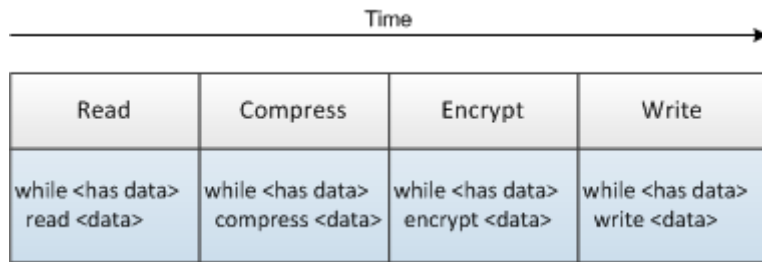 Time
Read
Compress
Encrypt
Write
while <has data>
read <data>
while <has data>
compress <data>
while <has data>
encrypt <data>
while <has data>
write <data>